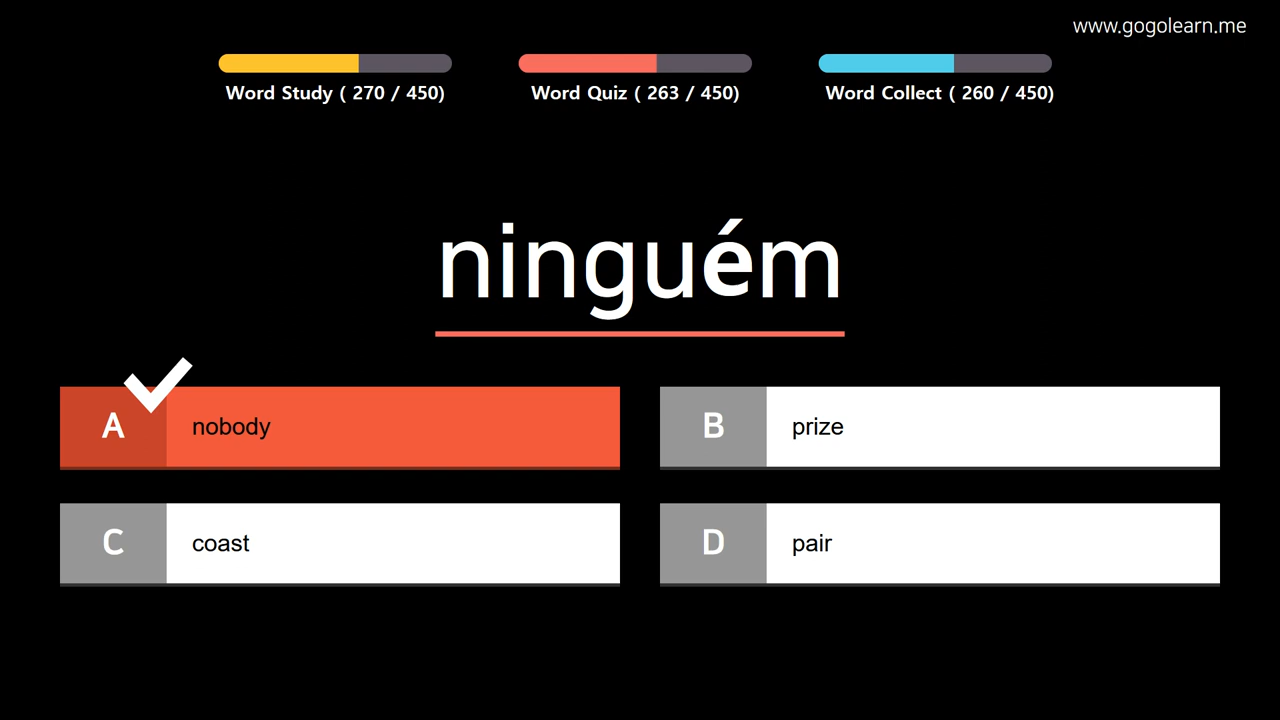 www.gogolearn.me
Word Study ( 270 / 450)
Word Quiz ( 263 / 450)
Word Collect ( 260 / 450)
ninguém
A nobody
B prize
C coast
D pair